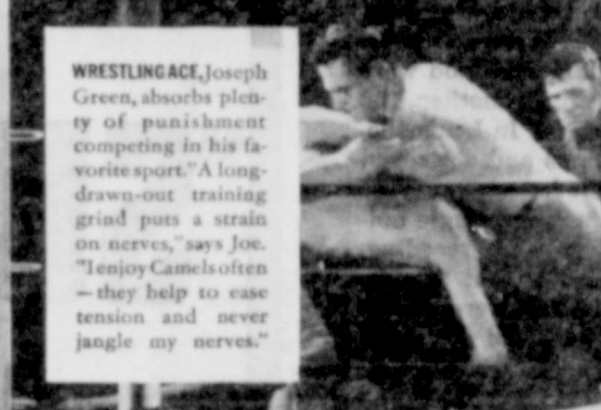 WRESTLING ACE, Joseph
Green, absorbs plen-
ty of punishment
competing in his fa-
vorite sport. "A long-
drawn-out training
grind puts a strain
on nerves," says Joe.
"I enjoy Camels often
—they help to ease
tension and never
jangle my nerves."